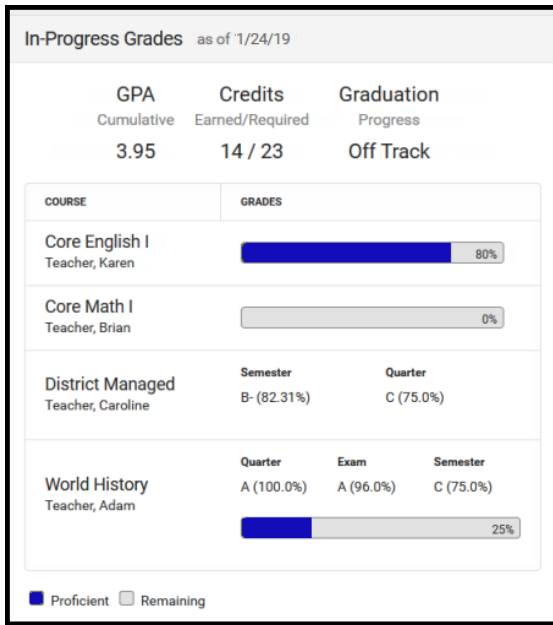 In-Progress Grades as of 1/24/19
GPA Credits Graduation
Cumulative Earned/Required Progress
3.95 14 / 23 Off Track
COURSE GRADES
Core English I
Teacher, Karen
80%
Core Math I
Teacher, Brian
0%
District Managed
Teacher, Caroline
Semester Quarter
B- (82.31%) C (75.0%)
World History
Teacher, Adam
Quarter Exam Semester
A (100.0%) A (96.0%) C (75.0%)
25%
Proficient Remaining